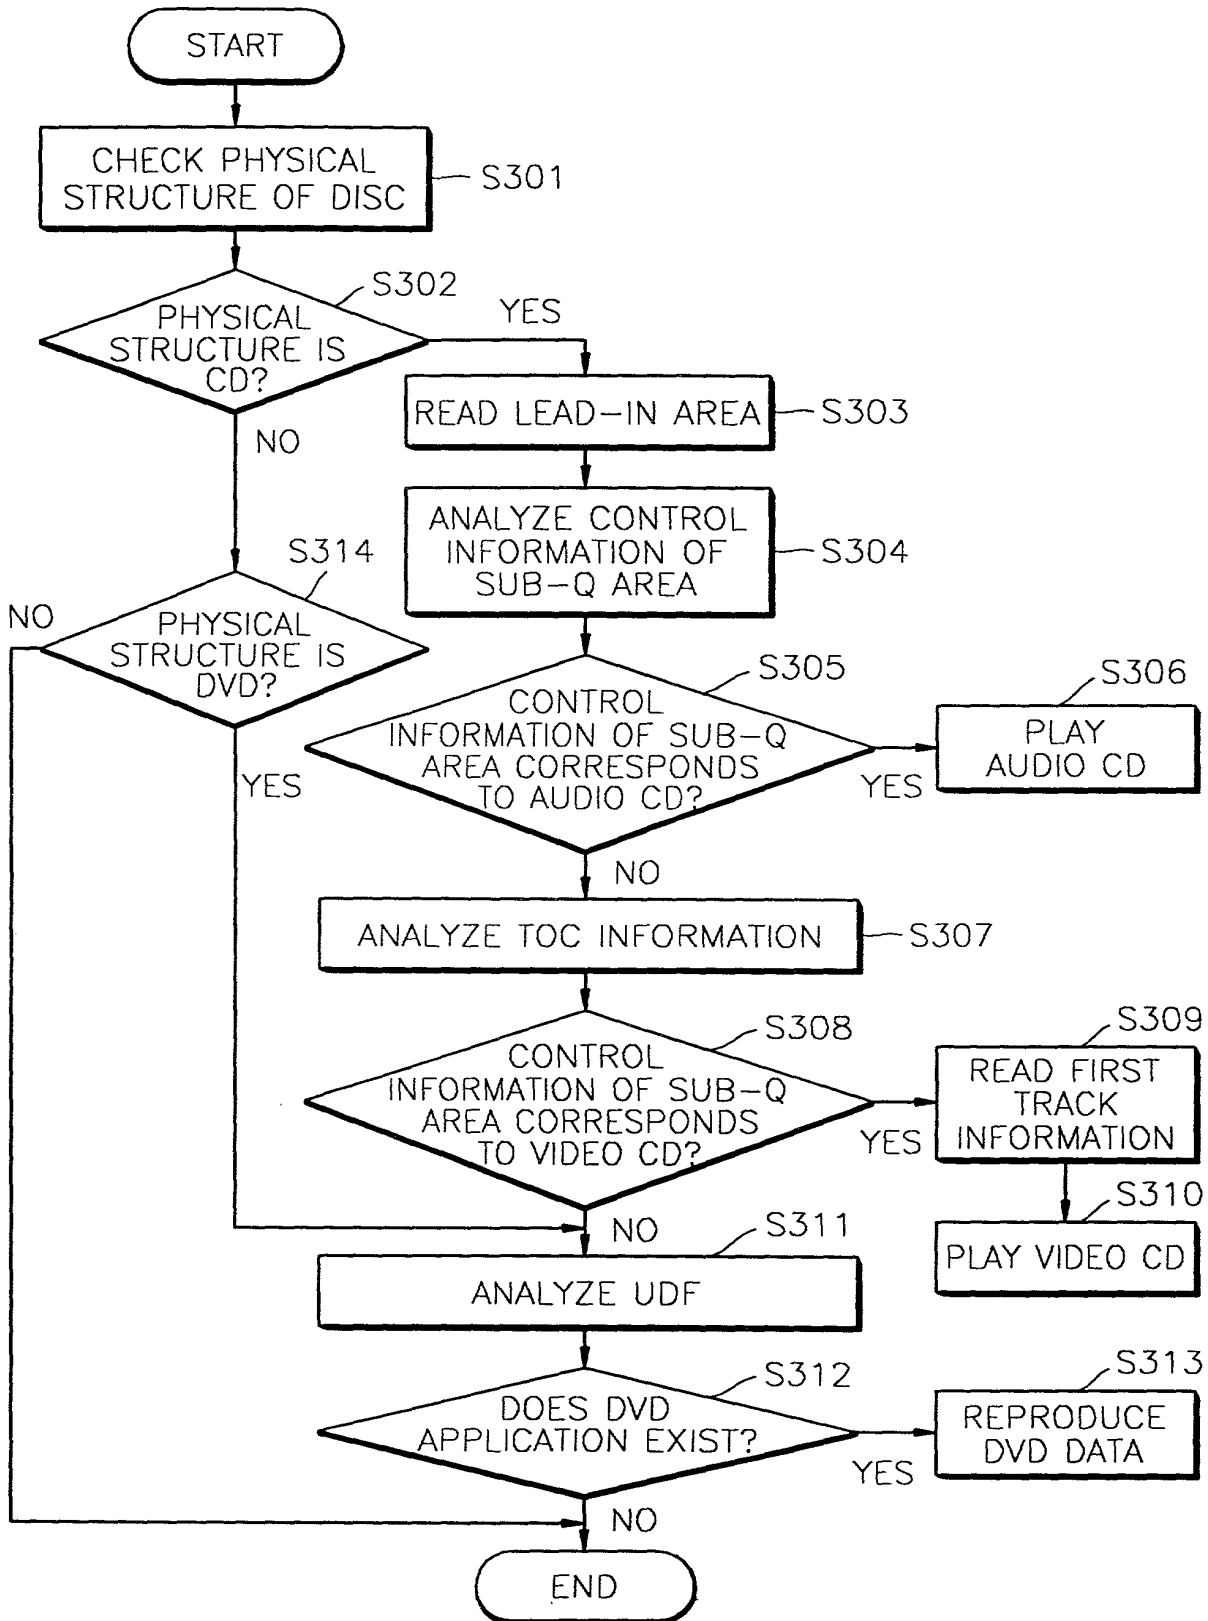 START
CHECK PHYSICAL
STRUCTURE OF DISC
S301
S302
PHYSICAL
STRUCTURE IS
CD?
YES
NO
READ LEAD-IN AREA
S303
ANALYZE CONTROL
INFORMATION OF
SUB-Q AREA
S304
S314
NO
PHYSICAL
STRUCTURE IS
DVD?
YES
S305
CONTROL
INFORMATION OF SUB-Q
AREA CORRESPONDS
TO AUDIO CD?
YES
S306
PLAY
AUDIO CD
NO
ANALYZE TOC INFORMATION
S307
S308
CONTROL
INFORMATION OF SUB-Q
AREA CORRESPONDS
TO VIDEO CD?
YES
S309
READ FIRST
TRACK
INFORMATION
S310
PLAY VIDEO CD
NO
S311
ANALYZE UDF
S312
DOES DVD
APPLICATION EXIST?
YES
S313
REPRODUCE
DVD DATA
NO
END